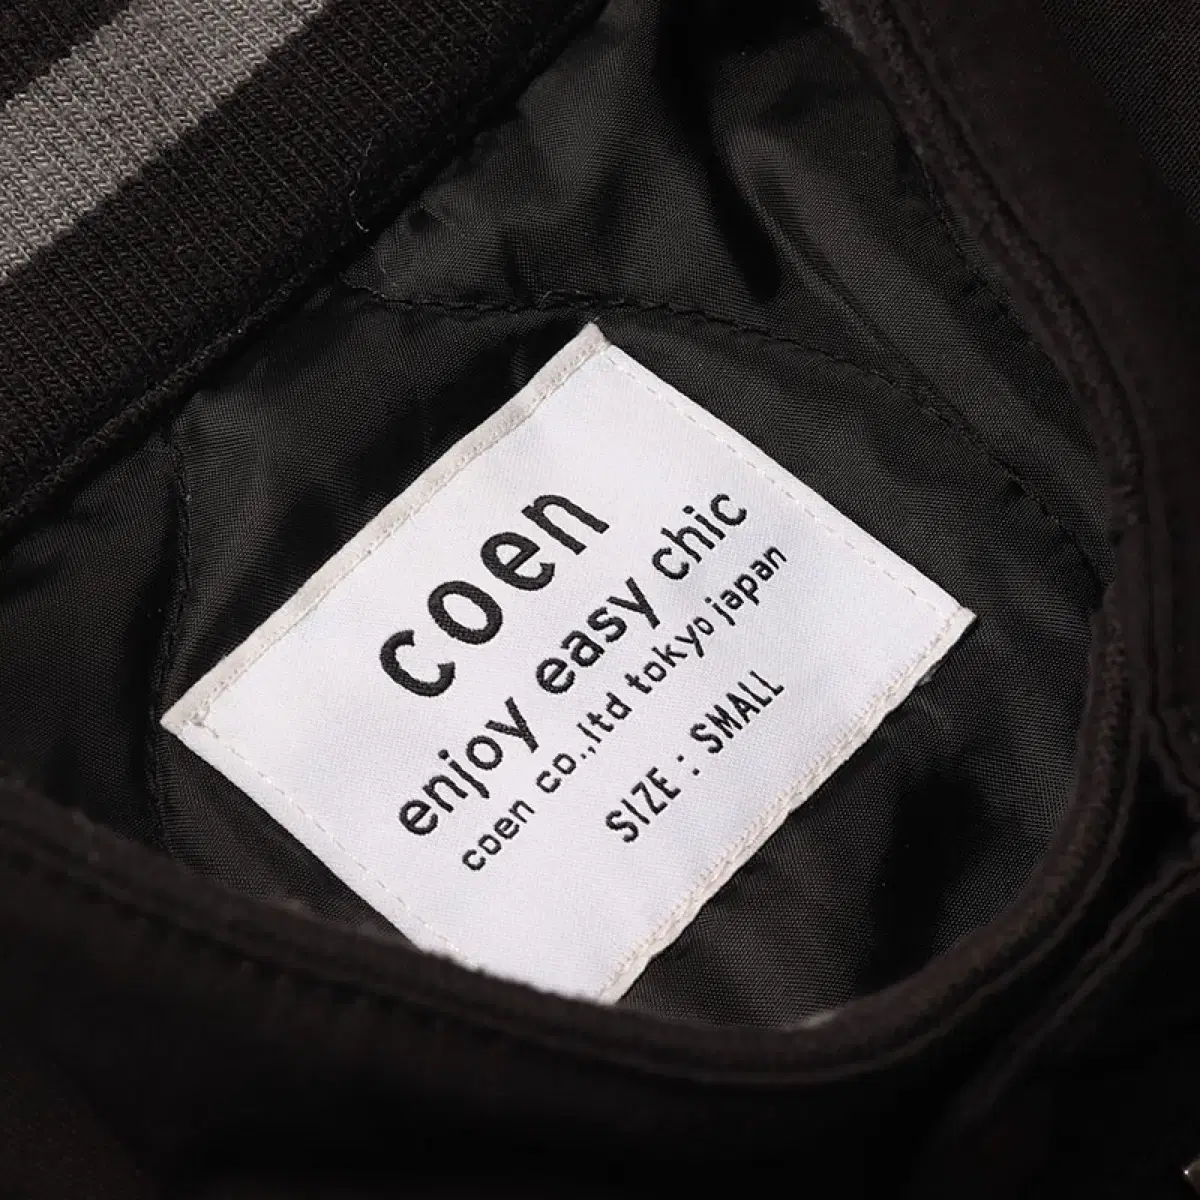 coen
enjoy easy chic
coen co.,ltd tokyo japan
SIZE : SMALL